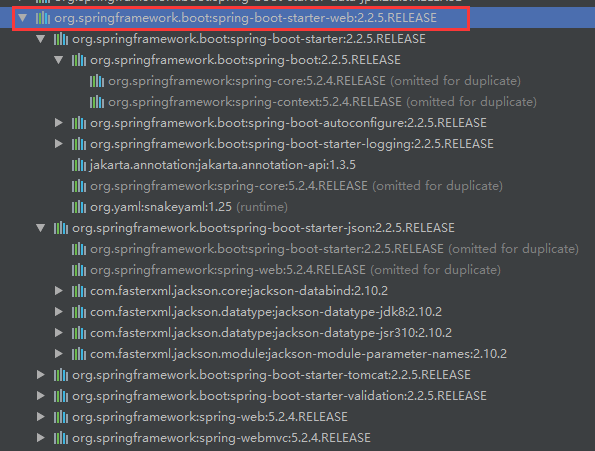 org.springframework.boot:spring-boot-starter-web:2.2.5.RELEASE
org.springframework.boot:spring-boot-starter:2.2.5.RELEASE
org.springframework.boot:spring-boot:2.2.5.RELEASE
org.springframework:spring-core:5.2.4.RELEASE (omitted for duplicate)
org.springframework:spring-context:5.2.4.RELEASE (omitted for duplicate)
org.springframework.boot:spring-boot-autoconfigure:2.2.5.RELEASE
org.springframework.boot:spring-boot-starter-logging:2.2.5.RELEASE
jakarta.annotation:jakarta.annotation-api:1.3.5
org.springframework:spring-core:5.2.4.RELEASE (omitted for duplicate)
org.yaml:snakeyaml:1.25 (runtime)
org.springframework.boot:spring-boot-starter-json:2.2.5.RELEASE
org.springframework.boot:spring-boot-starter:2.2.5.RELEASE (omitted for duplicate)
org.springframework:spring-web:5.2.4.RELEASE (omitted for duplicate)
com.fasterxml.jackson.core:jackson-databind:2.10.2
com.fasterxml.jackson.datatype:jackson-datatype-jdk8:2.10.2
com.fasterxml.jackson.datatype:jackson-datatype-jsr310:2.10.2
com.fasterxml.jackson.module:jackson-module-parameter-names:2.10.2
org.springframework.boot:spring-boot-starter-tomcat:2.2.5.RELEASE
org.springframework.boot:spring-boot-starter-validation:2.2.5.RELEASE
org.springframework:spring-web:5.2.4.RELEASE
org.springframework:spring-webmvc:5.2.4.RELEASE